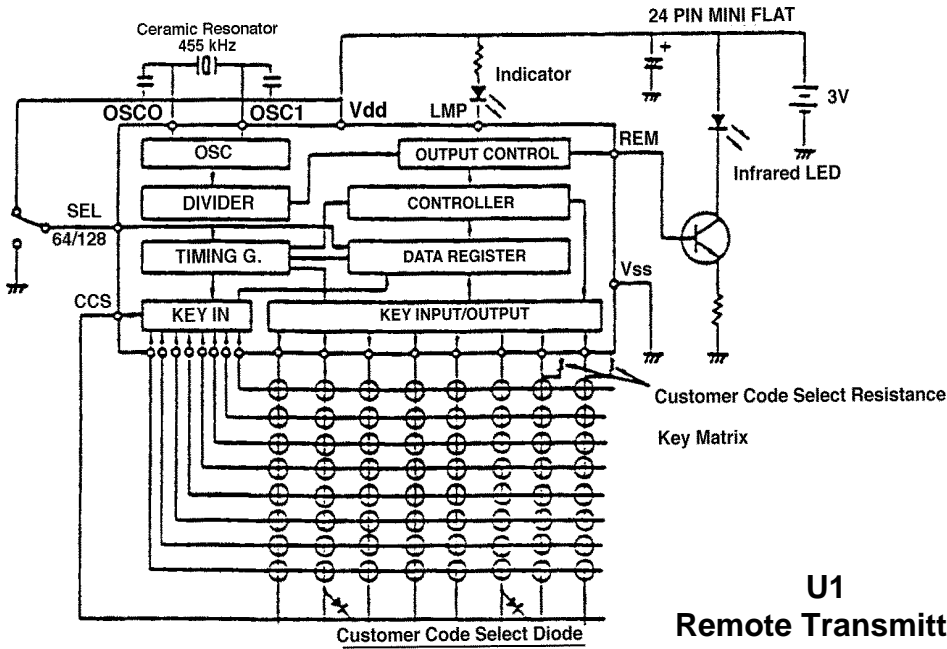 24 PIN MINI FLAT
Ceramic Resonator
455 kHz
Indicator
3V
OSCO
OSC1
Vdd
LMP
REM
OSC
OUTPUT CONTROL
Infrared LED
DIVIDER
CONTROLLER
SEL
64/128
TIMING G.
DATA REGISTER
Vss
CCS
KEY IN
KEY INPUT/OUTPUT
Customer Code Select Resistance
Key Matrix
U1
Remote Transmitt
Customer Code Select Diode